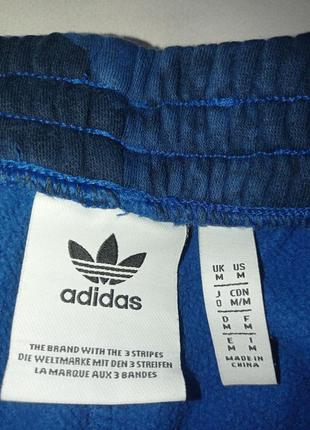 adidas
THE BRAND WITH THE 3 STRIPES
DIE WELTMARKE MIT DEN 3 STREIFEN
LA MARQUE AUX 3 BANDES
UK US
M M
J CDN
O M/M
D F
M M
E I
M M
MADE IN
CHINA